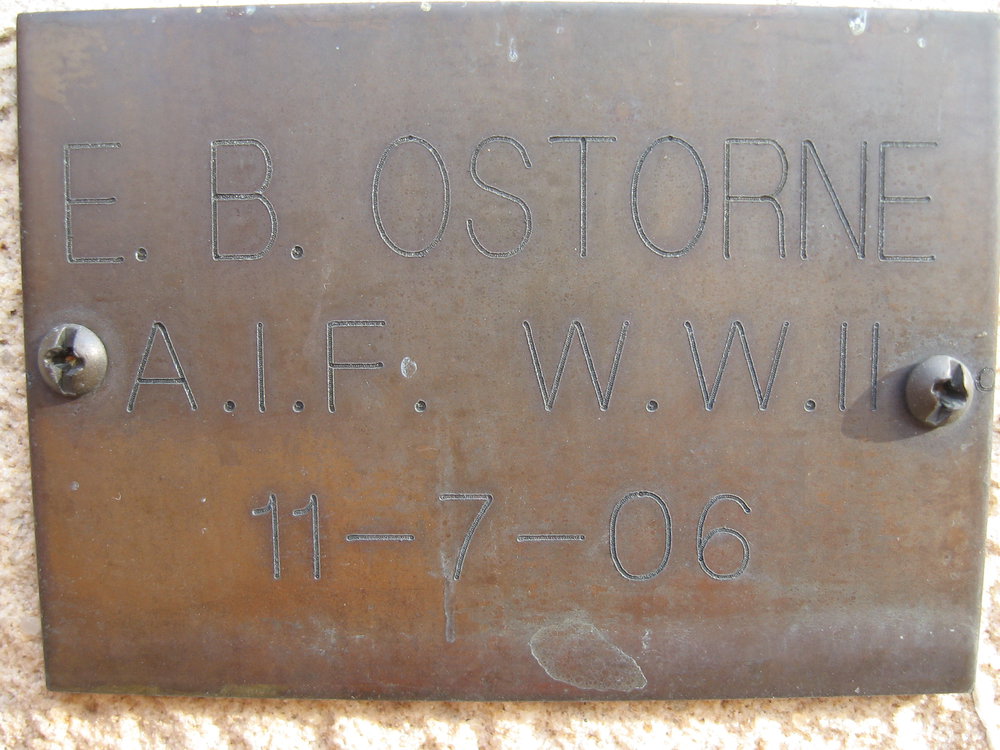 E. B. OSTORNE
A.I.F. W.W.II
11-7-06